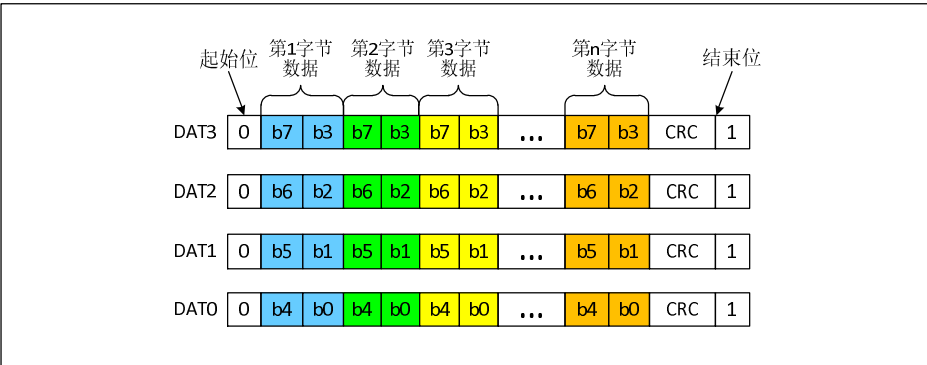 第1字节
数据
第2字节
数据
第3字节
数据
第n字节
数据
起始位
结束位
DAT3 0 b7 b3 b7 b3 b7 b3 ... b7 b3 CRC 1
DAT2 0 b6 b2 b6 b2 b6 b2 ... b6 b2 CRC 1
DAT1 0 b5 b1 b5 b1 b5 b1 ... b5 b1 CRC 1
DAT0 0 b4 b0 b4 b0 b4 b0 ... b4 b0 CRC 1